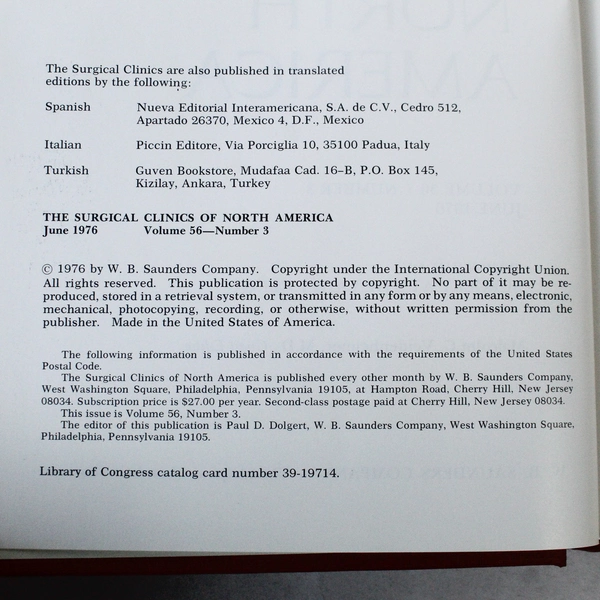 The Surgical Clinics are also published in translated
editions by the following:
Spanish Nueva Editorial Interamericana, S.A. de C.V., Cedro 512,
Apartado 26370, Mexico 4, D.F., Mexico
Italian Piccin Editore, Via Porciglia 10, 35100 Padua, Italy
Turkish Guven Bookstore, Mudafaa Cad. 16–B, P.O. Box 145,
Kizilay, Ankara, Turkey
THE SURGICAL CLINICS OF NORTH AMERICA
June 1976 Volume 56—Number 3
© 1976 by W. B. Saunders Company. Copyright under the International Copyright Union.
All rights reserved. This publication is protected by copyright. No part of it may be re-
produced, stored in a retrieval system, or transmitted in any form or by any means, electronic,
mechanical, photocopying, recording, or otherwise, without written permission from the
publisher. Made in the United States of America.
The following information is published in accordance with the requirements of the United States
Postal Code.
The Surgical Clinics of North America is published every other month by W. B. Saunders Company,
West Washington Square, Philadelphia, Pennsylvania 19105, at Hampton Road, Cherry Hill, New Jersey
08034. Subscription price is $27.00 per year. Second-class postage paid at Cherry Hill, New Jersey 08034.
This issue is Volume 56, Number 3.
The editor of this publication is Paul D. Dolgert, W. B. Saunders Company, West Washington Square,
Philadelphia, Pennsylvania 19105.
Library of Congress catalog card number 39-19714.